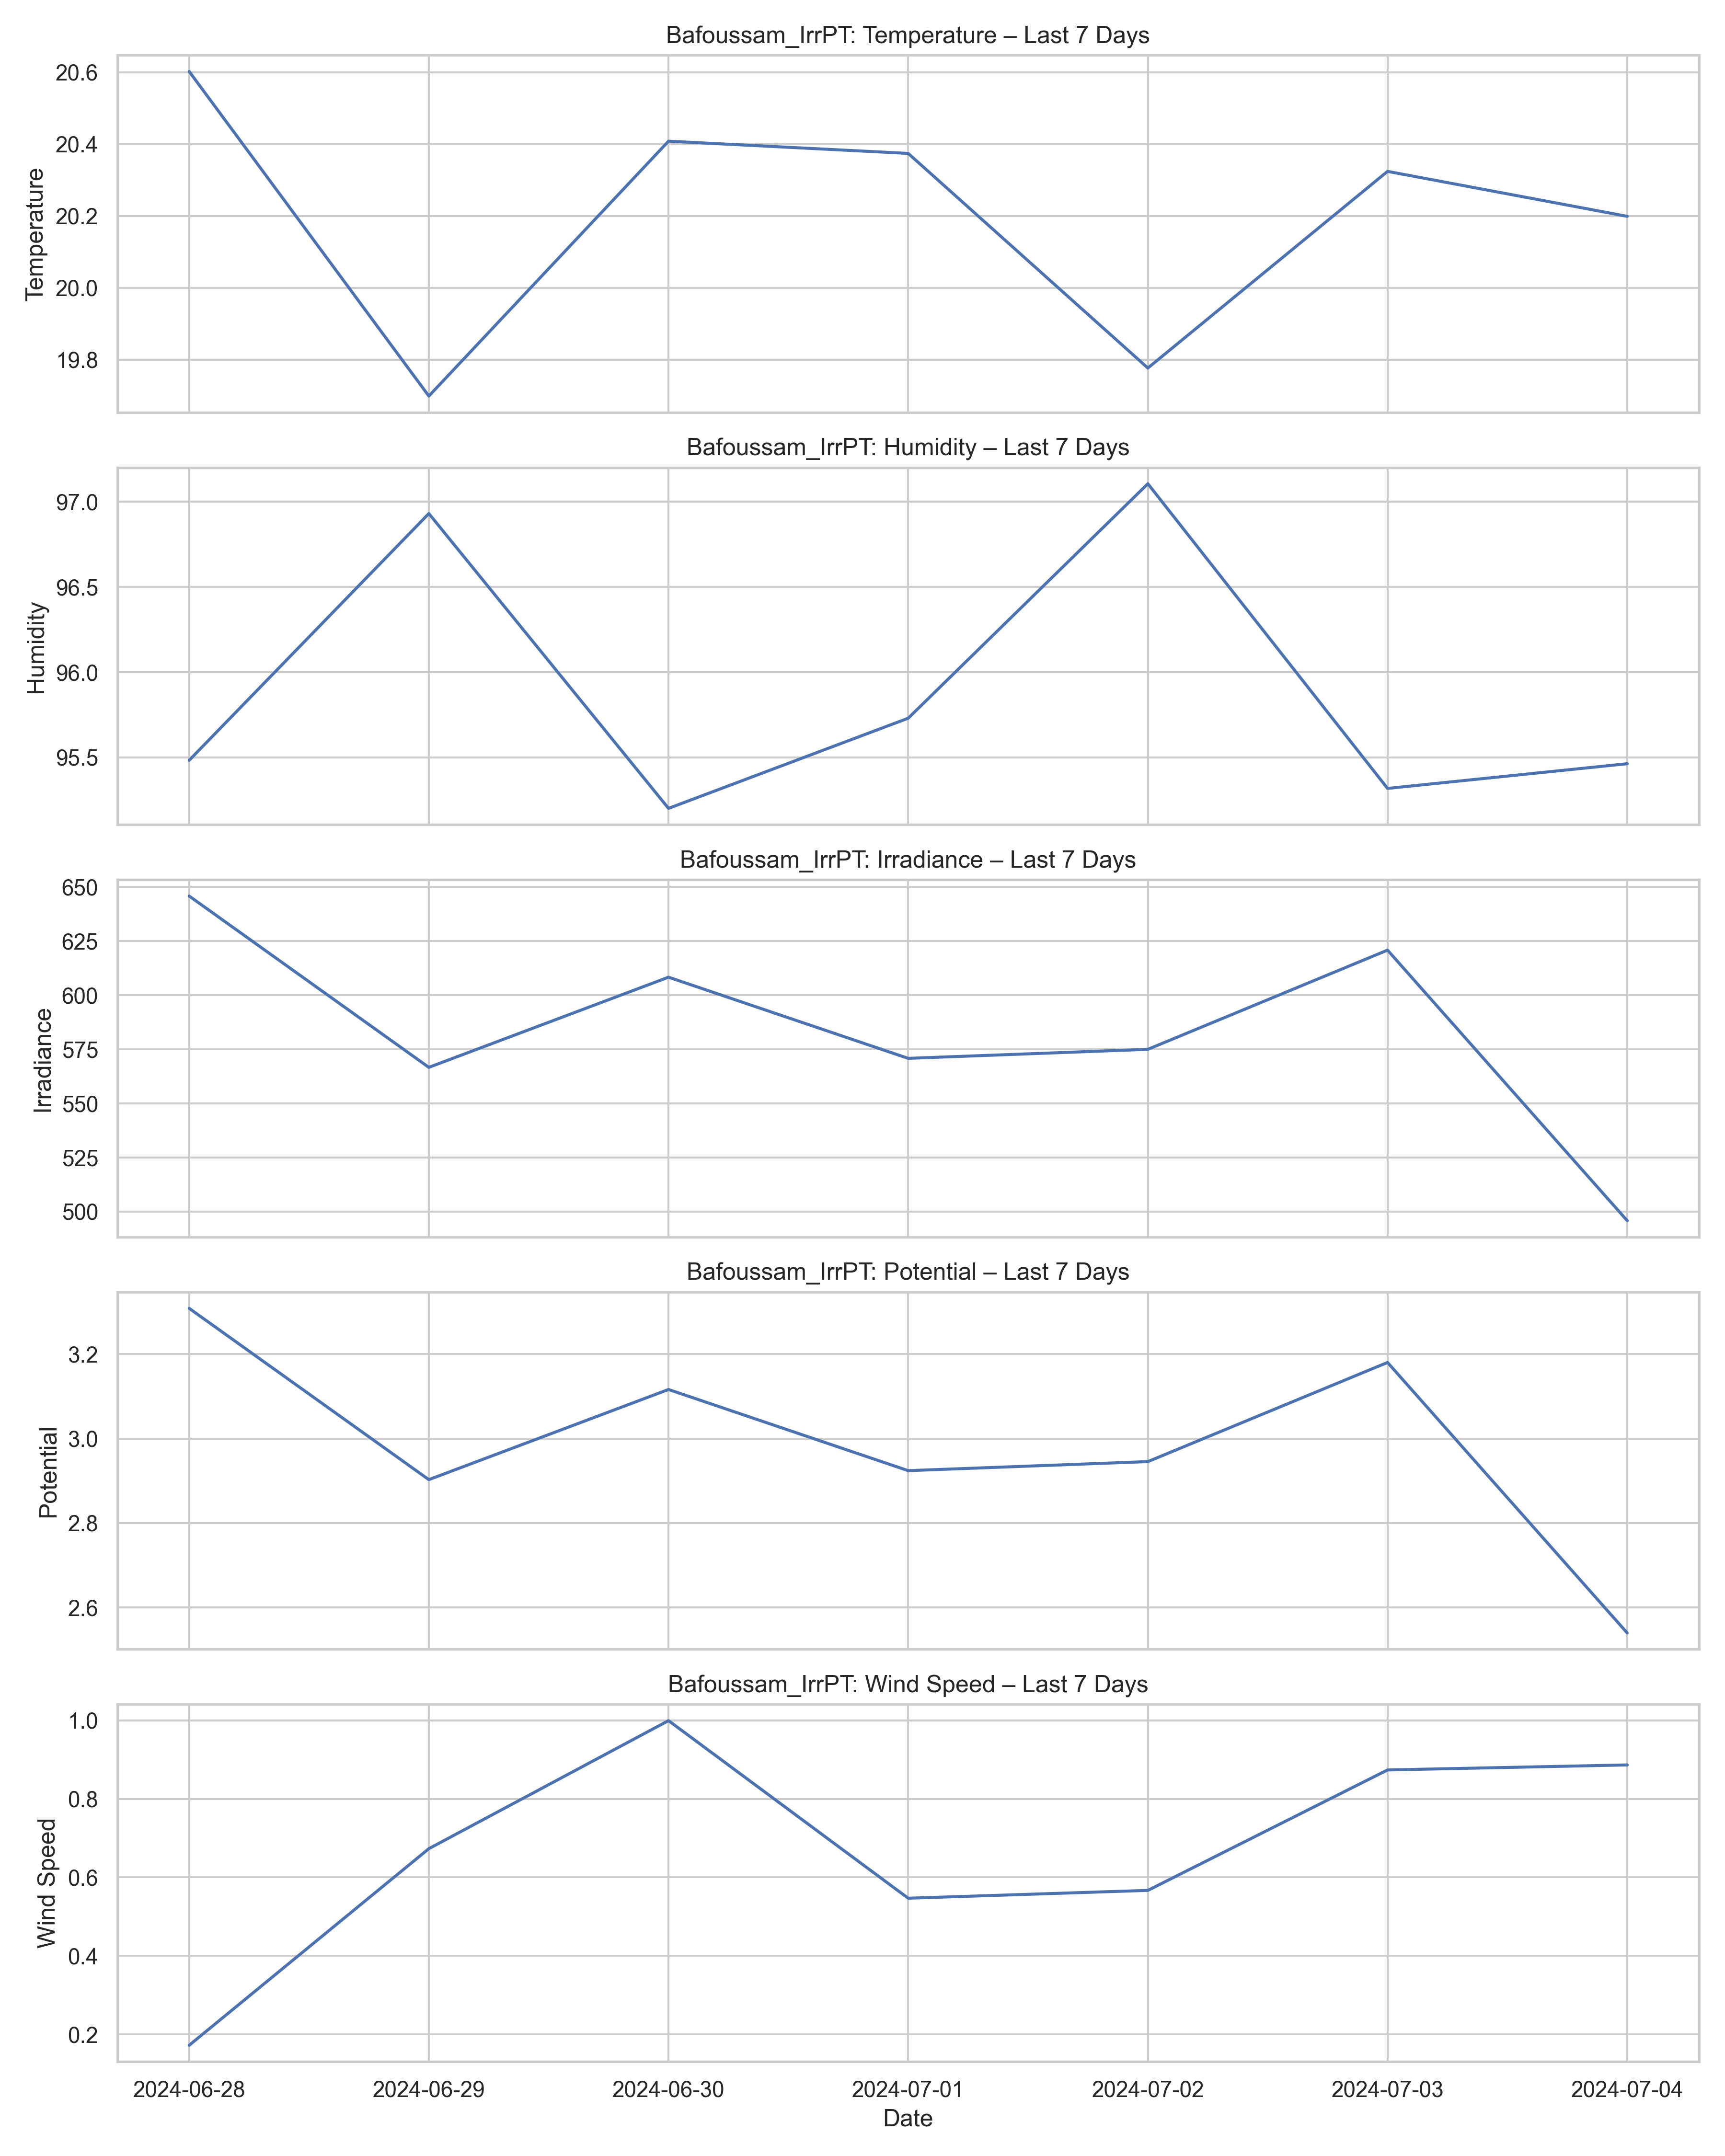 Bafoussam_IrrPT: Temperature – Last 7 Days
20.6
20.4
20.2
20.0
19.8
Temperature
Bafoussam_IrrPT: Humidity – Last 7 Days
97.0
96.5
96.0
95.5
Humidity
Bafoussam_IrrPT: Irradiance – Last 7 Days
650
625
600
575
550
525
500
Irradiance
Bafoussam_IrrPT: Potential – Last 7 Days
3.2
3.0
2.8
2.6
Potential
Bafoussam_IrrPT: Wind Speed – Last 7 Days
1.0
0.8
0.6
0.4
0.2
Wind Speed
2024-06-28 2024-06-29 2024-06-30 2024-07-01 2024-07-02 2024-07-03 2024-07-04
Date